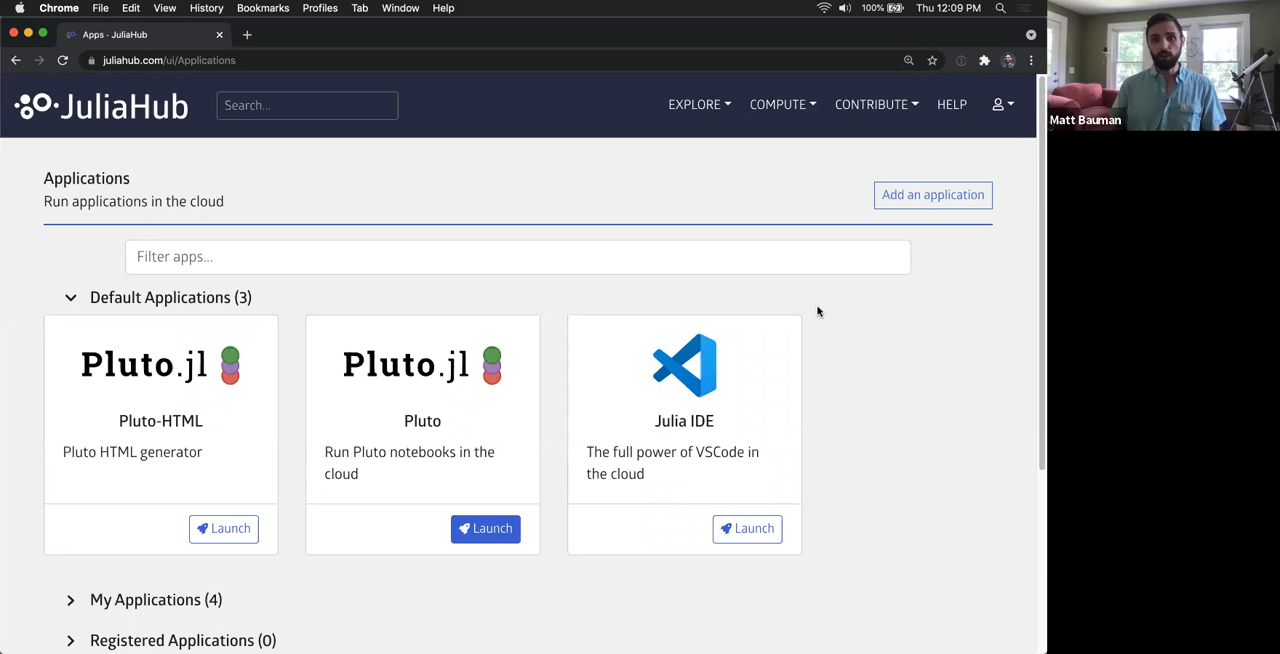 Chrome File Edit View History Bookmarks Profiles Tab Window Help 100% Thu 12:09 PM
Apps · JuliaHub
juliahub.com/ui/Applications
Matt Bauman
JuliaHub Search... EXPLORE COMPUTE CONTRIBUTE HELP
Applications
Run applications in the cloud
Add an application
Filter apps...
Default Applications (3)
Pluto.jl
Pluto-HTML
Pluto HTML generator
Launch
Pluto.jl
Pluto
Run Pluto notebooks in the
cloud
Launch
Julia IDE
The full power of VSCode in
the cloud
Launch
My Applications (4)
Registered Applications (0)